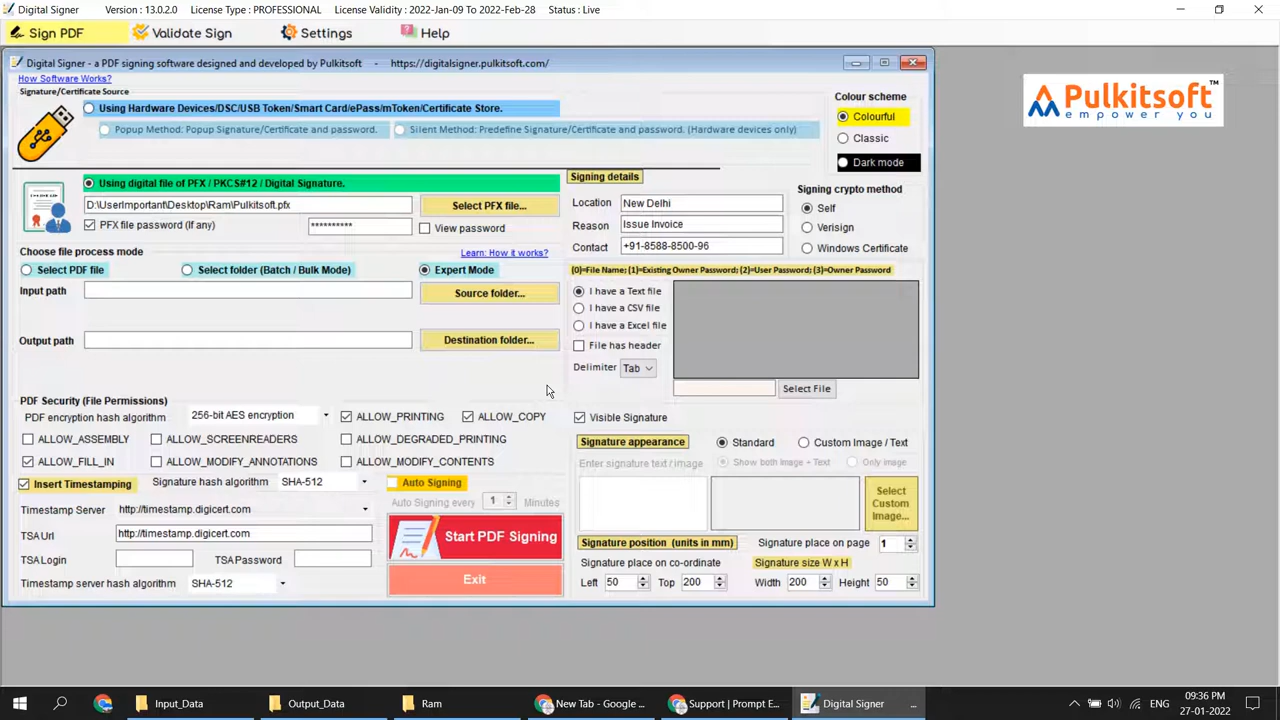 Digital Signer Version : 13.0.2.0 License Type : PROFESSIONAL License Validity : 2022-Jan-09 To 2022-Feb-28 Status : Live
Sign PDF Validate Sign Settings Help
Digital Signer - a PDF signing software designed and developed by Pulkitsoft - https://digitalsigner.pulkitsoft.com/
How Software Works?
Signature/Certificate Source
Using Hardware Devices/DSC/USB Token/Smart Card/ePass/mToken/Certificate Store.
Popup Method: Popup Signature/Certificate and password. Silent Method: Predefine Signature/Certificate and password. (Hardware devices only)
Colour scheme
Colourful
Classic
Dark mode
Pulkitsoft™
empower you
Using digital file of PFX / PKCS#12 / Digital Signature.
D:\UserImportant\Desktop\Ram\Pulkitsoft.pfx Select PFX file...
PFX file password (If any) ********** View password
Signing details
Location New Delhi
Reason Issue Invoice
Contact +91-8588-8500-96
Signing crypto method
Self
Verisign
Windows Certificate
Choose file process mode Learn: How it works?
Select PDF file Select folder (Batch / Bulk Mode) Expert Mode
Input path Source folder...
Output path Destination folder...
(0)=File Name; (1)=Existing Owner Password; (2)=User Password; (3)=Owner Password
I have a Text file
I have a CSV file
I have a Excel file
File has header
Delimiter Tab
Select File
PDF Security (File Permissions)
PDF encryption hash algorithm 256-bit AES encryption ALLOW_PRINTING ALLOW_COPY
ALLOW_ASSEMBLY ALLOW_SCREENREADERS ALLOW_DEGRADED_PRINTING
ALLOW_FILL_IN ALLOW_MODIFY_ANNOTATIONS ALLOW_MODIFY_CONTENTS
Visible Signature
Signature appearance Standard Custom Image / Text
Enter signature text / image Show both Image + Text Only image
Select Custom Image...
Insert Timestamping Signature hash algorithm SHA-512
Timestamp Server http://timestamp.digicert.com
TSA Url http://timestamp.digicert.com
TSA Login TSA Password
Timestamp server hash algorithm SHA-512
Auto Signing
Auto Signing every 1 Minutes
Start PDF Signing
Exit
Signature position (units in mm) Signature place on page 1
Signature place on co-ordinate Signature size W x H
Left 50 Top 200 Width 200 Height 50
Input_Data Output_Data Ram New Tab - Google ... Support | Prompt E... Digital Signer ...
ENG
09:36 PM
27-01-2022